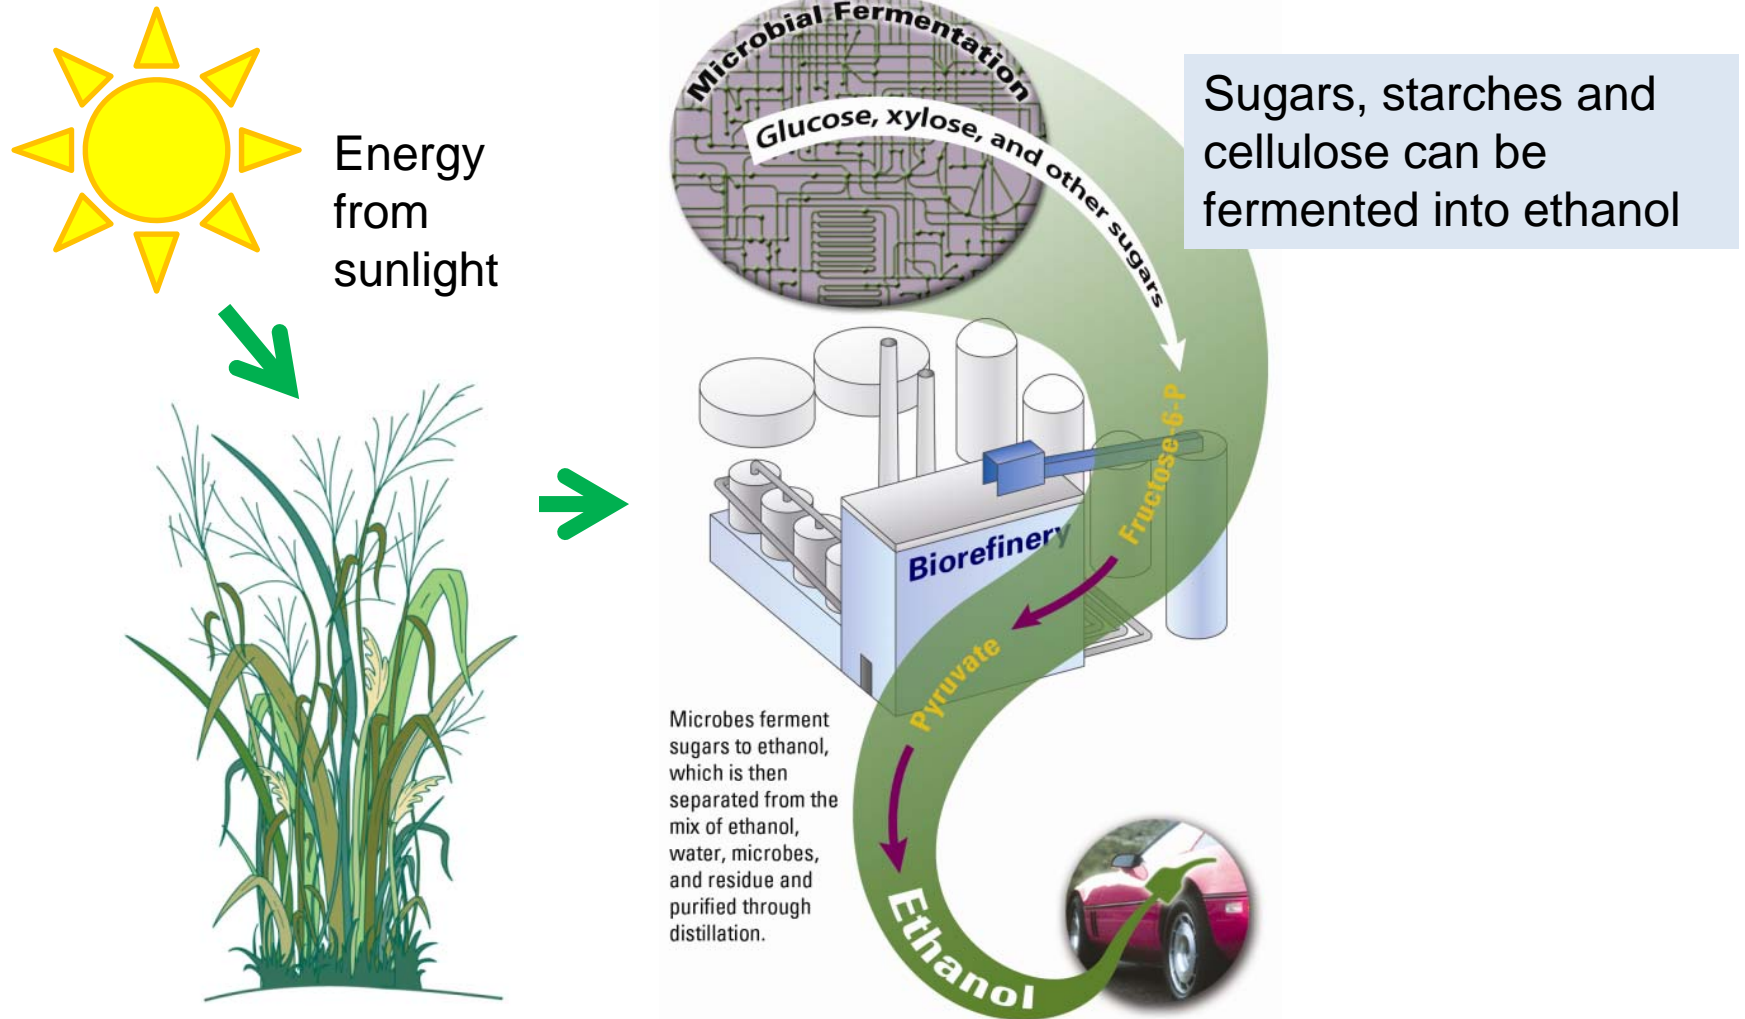 Energy
from
sunlight
Microbial Fermentation
Glucose, xylose, and other sugars
Sugars, starches and
cellulose can be
fermented into ethanol
Fructose-6-P
Biorefinery
Pyruvate
Microbes ferment
sugars to ethanol,
which is then
separated from the
mix of ethanol,
water, microbes,
and residue and
purified through
distillation.
Ethanol